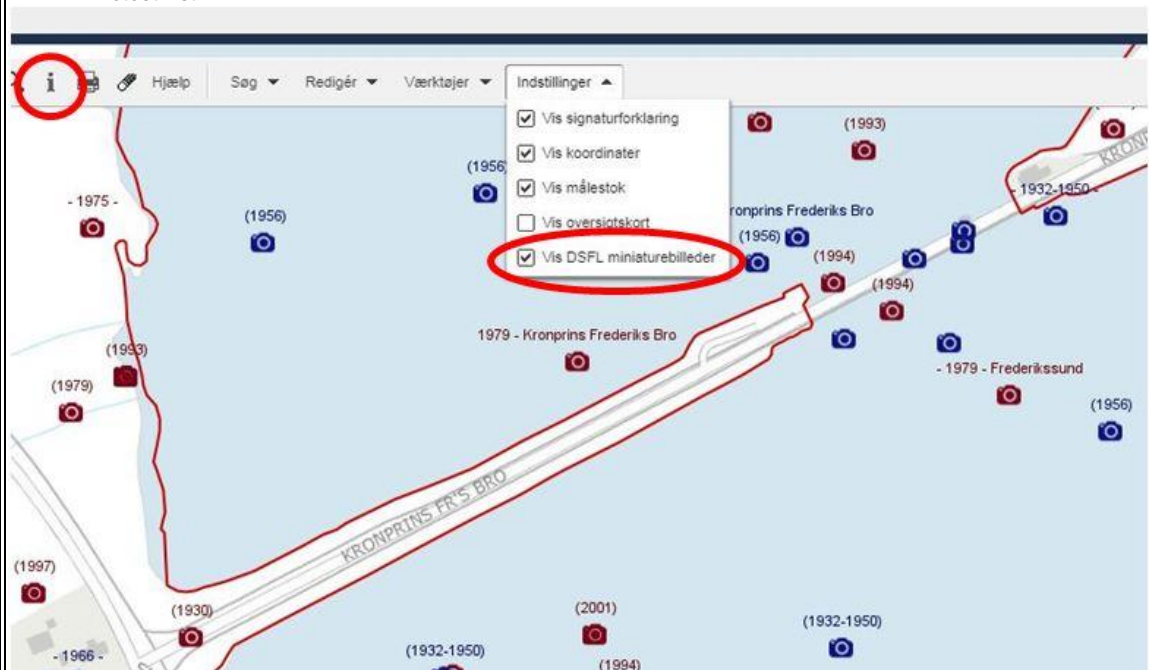 i Hjælp Søg Redigér Værktøjer Indstillinger
Vis signaturforklaring
Vis koordinater
Vis målestok
Vis oversigtskort
Vis DSFL miniaturebilleder
(1993)
(1956)
- 1975 -
(1956)
- 1932-1950 -
ronprins Frederiks Bro
(1956)
(1994)
(1994)
1979 - Kronprins Frederiks Bro
(1993)
(1979)
- 1979 - Frederikssund
(1956)
KRONPRINS FR'S BRO
(1997)
(1930)
(2001)
(1932-1950)
- 1966 -
(1932-1950)
(1994)